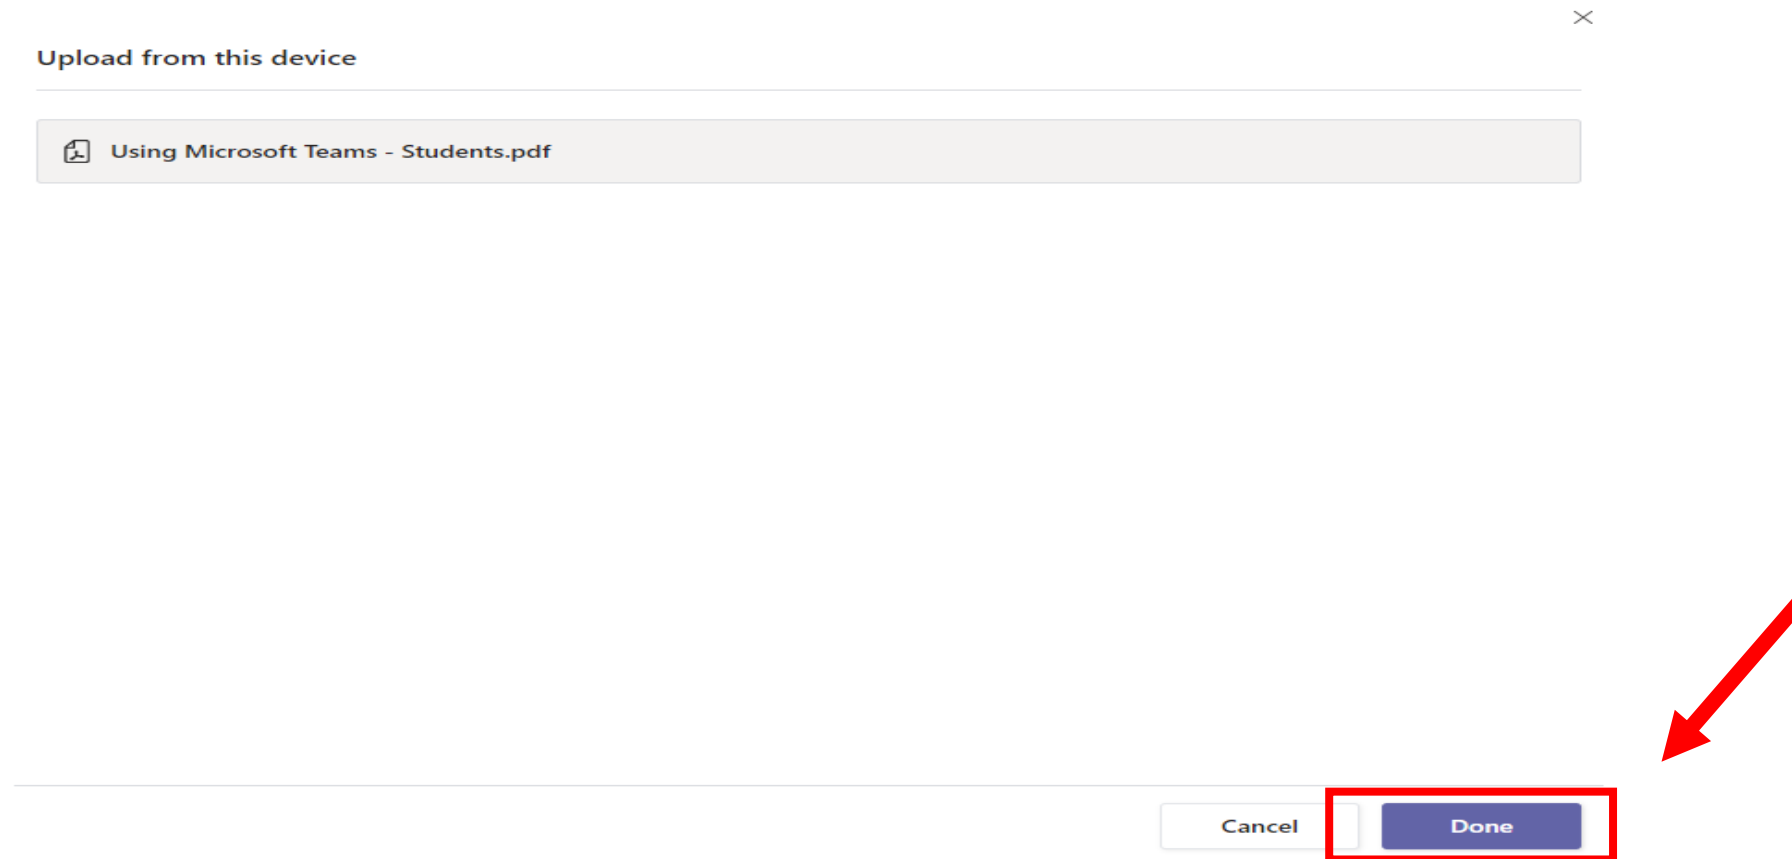 Upload from this device
Using Microsoft Teams - Students.pdf
Cancel
Done